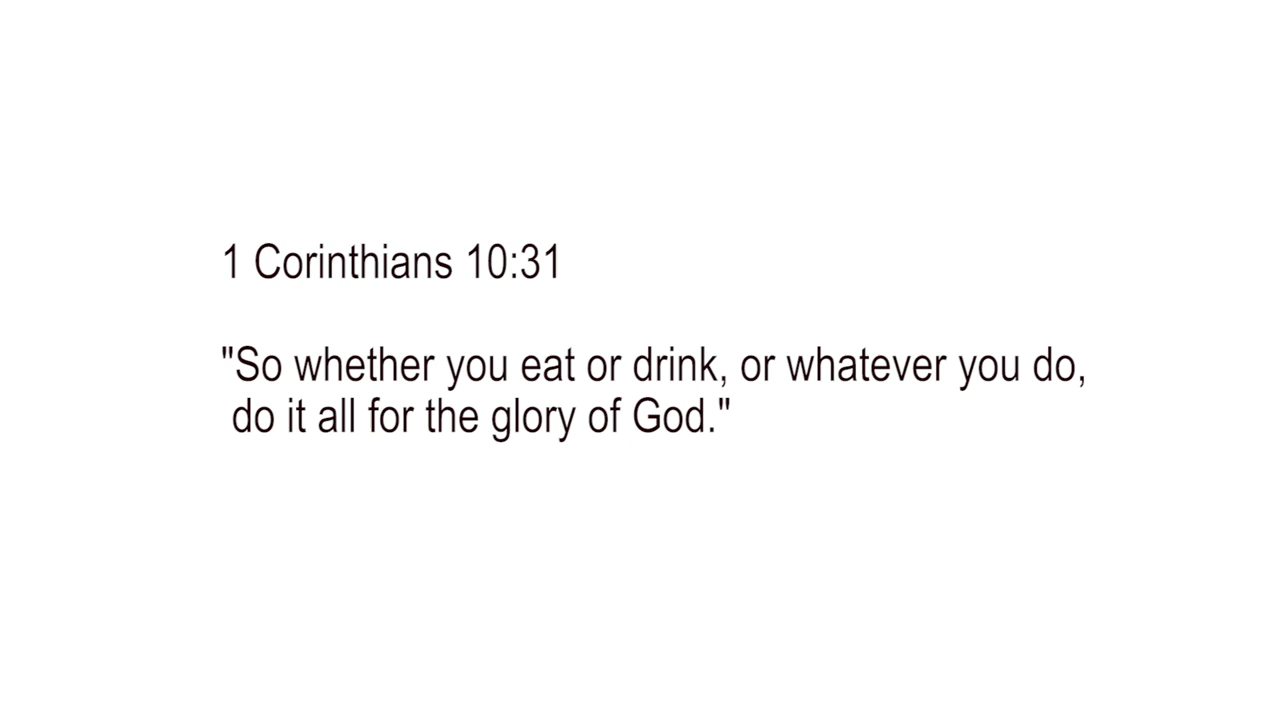 1 Corinthians 10:31
"So whether you eat or drink, or whatever you do,
do it all for the glory of God."